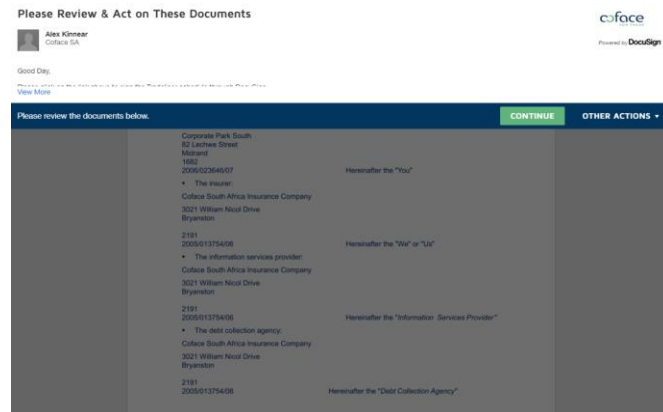 Please Review & Act on These Documents
coface
FOR TRADE
Alex Kinnear
Coface SA
Powered by DocuSign
Good Day,
View More
Please review the documents below.
CONTINUE
OTHER ACTIONS
Corporate Park South
82 Lechwe Street
Midrand
1682
2006/023646/07 Hereinafter the "You"
• The insurer:
Coface South Africa Insurance Company
3021 William Nicol Drive
Bryanston
2191
2005/013754/06 Hereinafter the "We" or "Us"
• The information services provider:
Coface South Africa Insurance Company
3021 William Nicol Drive
Bryanston
2191
2005/013754/06 Hereinafter the "Information Services Provider"
• The debt collection agency:
Coface South Africa Insurance Company
3021 William Nicol Drive
Bryanston
2191
2005/013754/06 Hereinafter the "Debt Collection Agency"